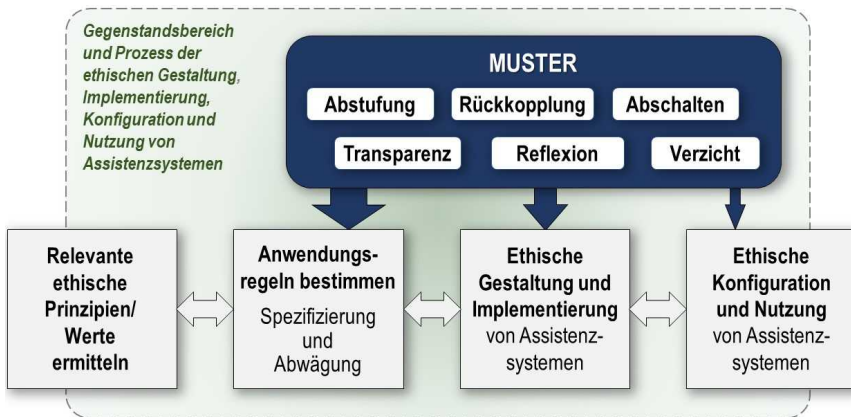 Gegenstandsbereich
und Prozess der
ethischen Gestaltung,
Implementierung,
Konfiguration und
Nutzung von
Assistenzsystemen
MUSTER
Abstufung
Rückkopplung
Abschalten
Transparenz
Reflexion
Verzicht
Relevante
ethische
Prinzipien/
Werte
ermitteln
Anwendungs-
regeln bestimmen
Spezifizierung
und
Abwägung
Ethische
Gestaltung und
Implementierung
von Assistenz-
systemen
Ethische
Konfiguration
und Nutzung
von Assistenz-
systemen